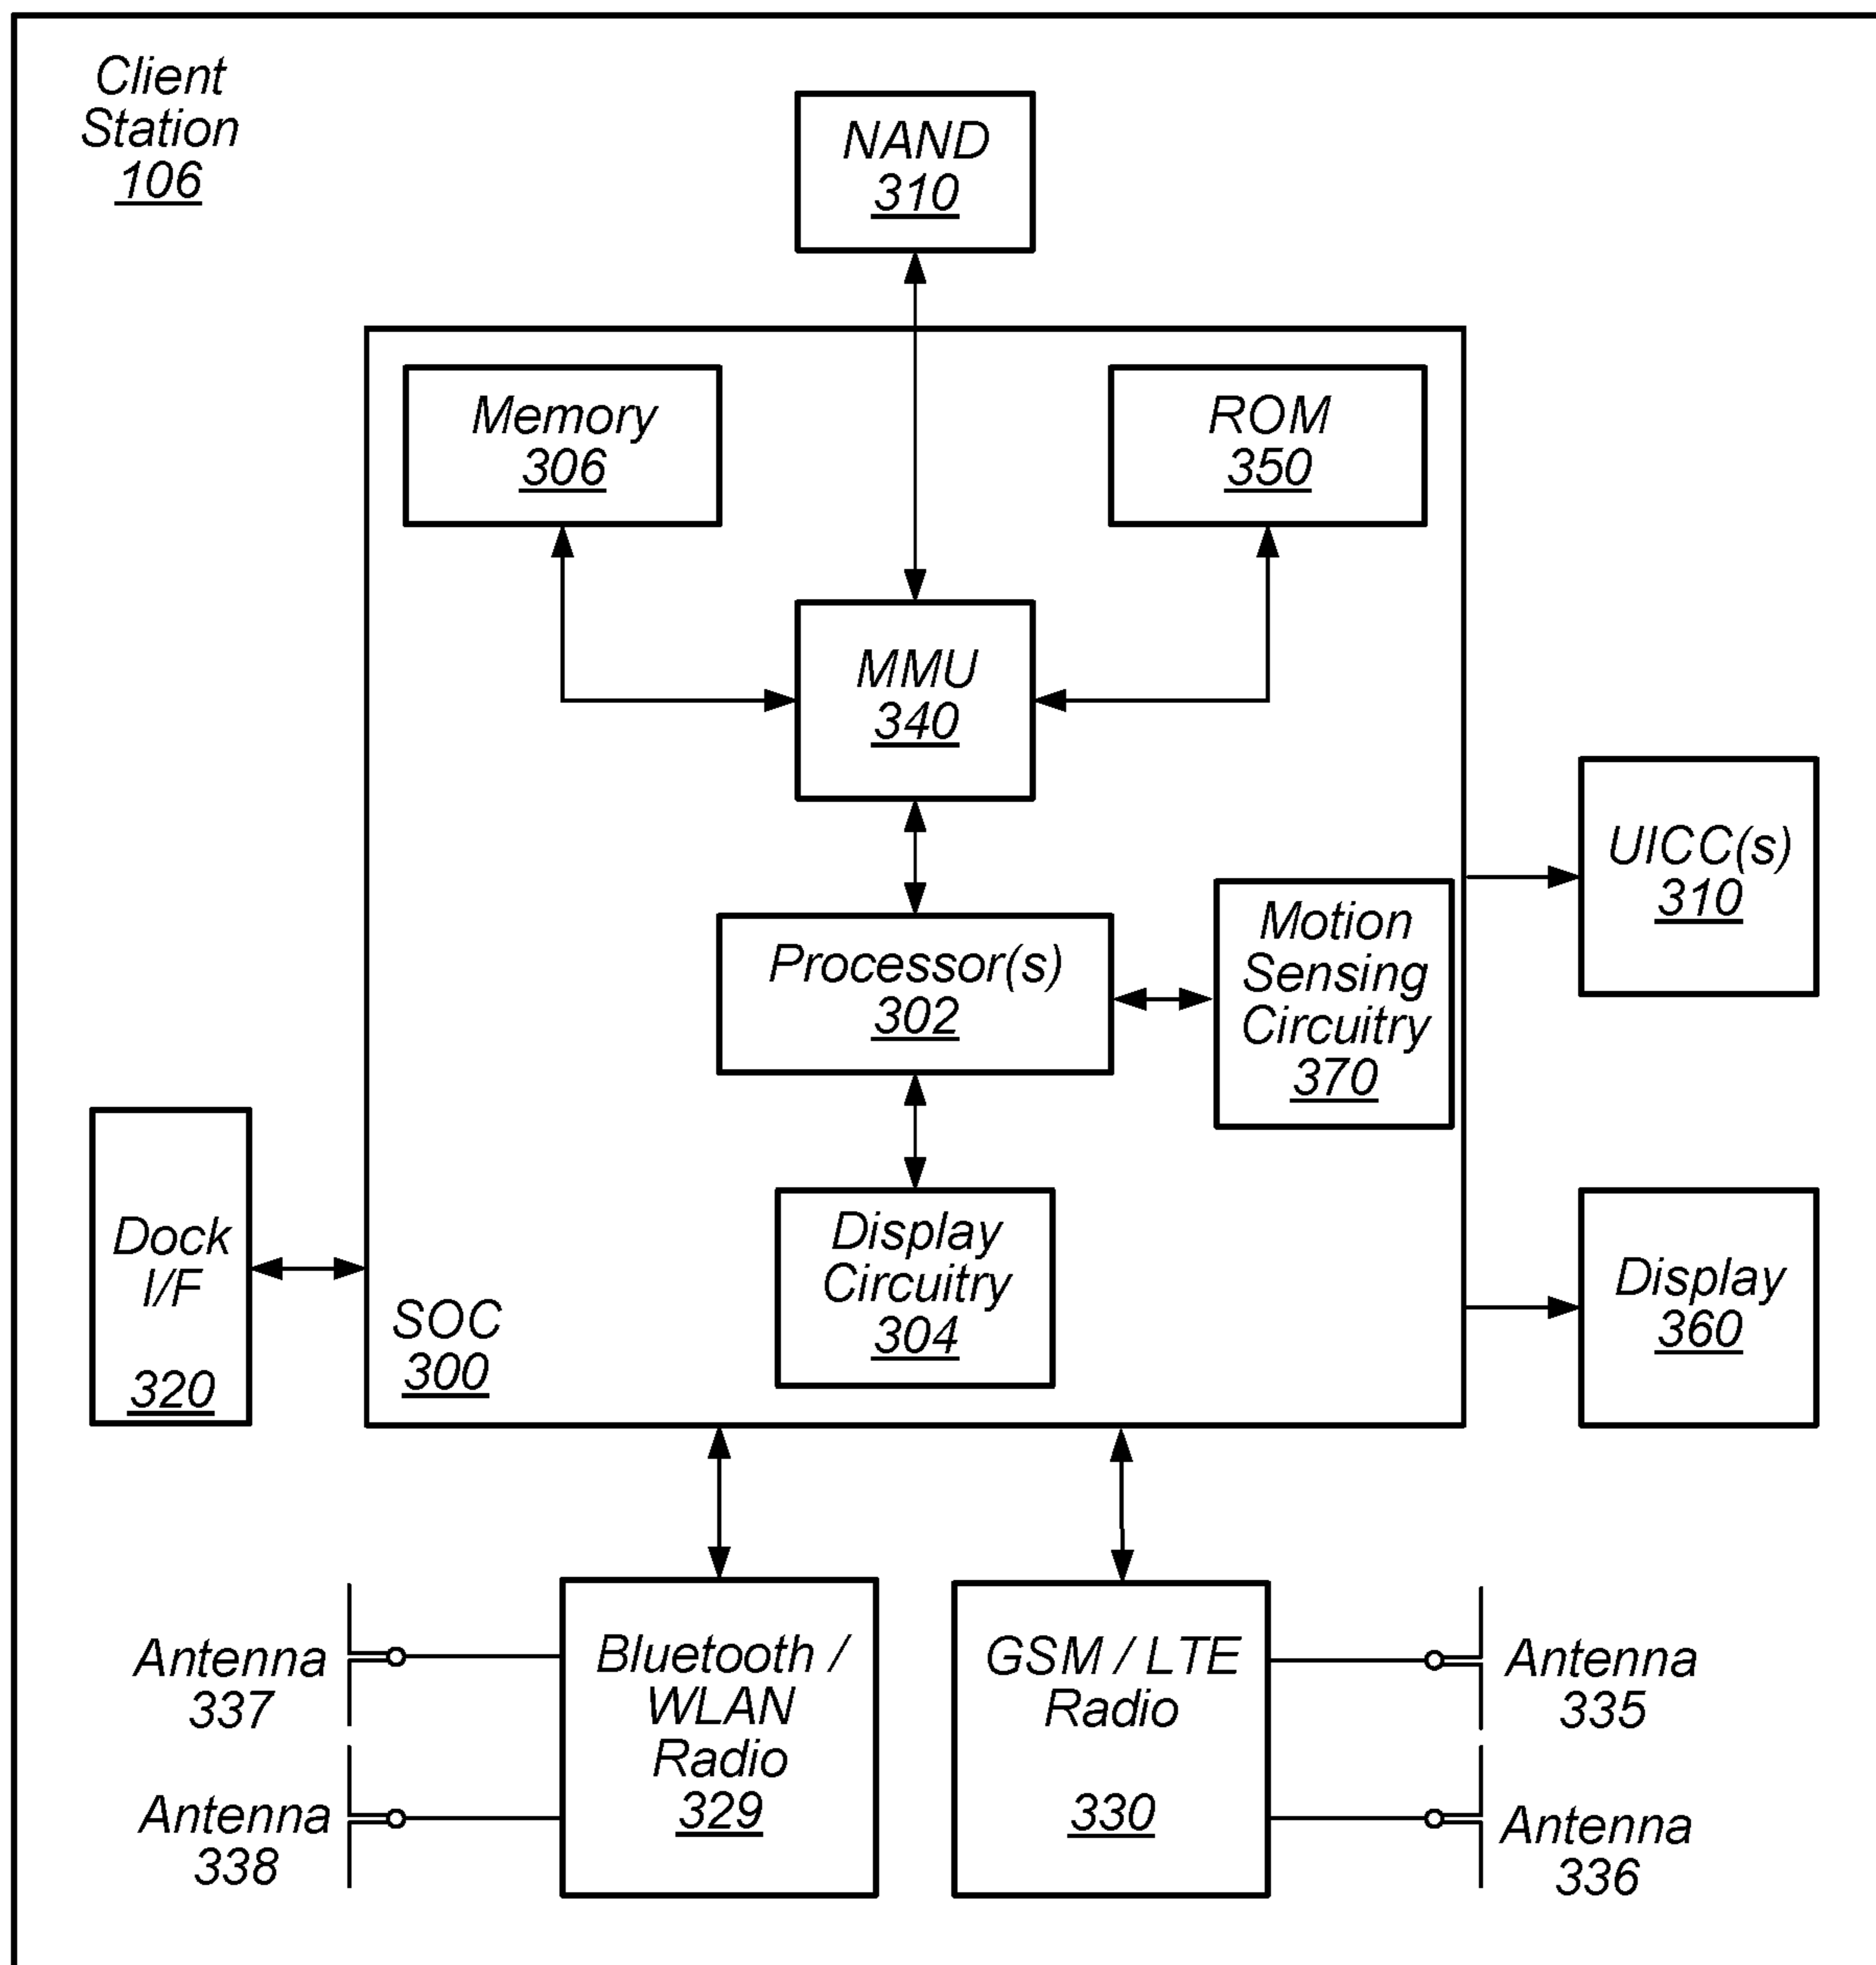 Client
Station
106
NAND
310
Memory
306
ROM
350
MMU
340
UICC(s)
310
Processor(s)
302
Motion
Sensing
Circuitry
370
Dock
I/F
320
Display
Circuitry
304
SOC
300
Display
360
Bluetooth /
WLAN
Radio
329
GSM / LTE
Radio
330
Antenna
337
Antenna
338
Antenna
335
Antenna
336